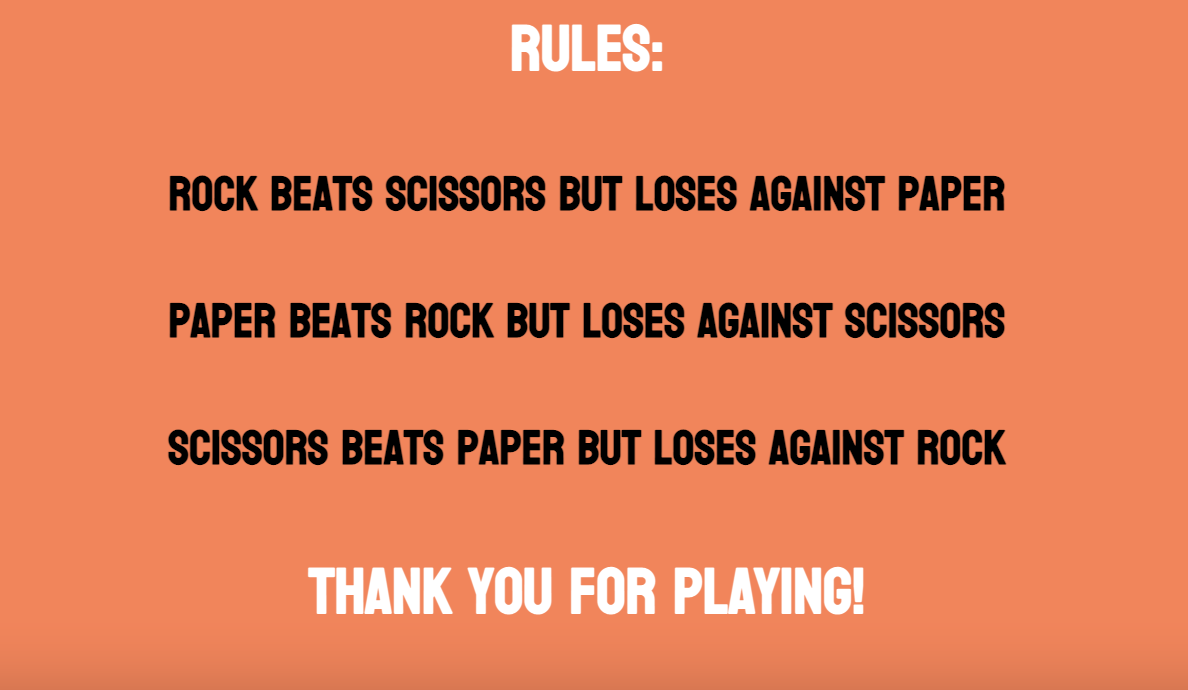 RULES:
ROCK BEATS SCISSORS BUT LOSES AGAINST PAPER
PAPER BEATS ROCK BUT LOSES AGAINST SCISSORS
SCISSORS BEATS PAPER BUT LOSES AGAINST ROCK
THANK YOU FOR PLAYING!